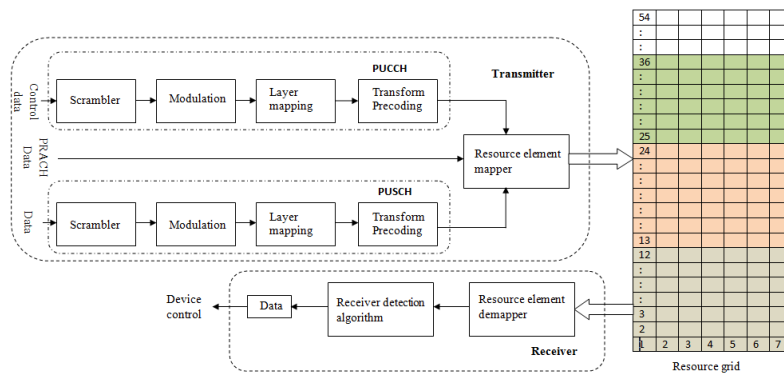 PUCCH
Transmitter
Control
data
Scrambler
Modulation
Layer
mapping
Transform
Precoding
PRACH
Data
Resource element
mapper
PUSCH
Data
Scrambler
Modulation
Layer
mapping
Transform
Precoding
Device
control
Data
Receiver detection
algorithm
Resource element
demapper
Receiver
54
:
:
36
:
:
:
:
25
24
:
:
:
:
:
13
12
:
:
:
3
2
1 2 3 4 5 6 7
Resource grid